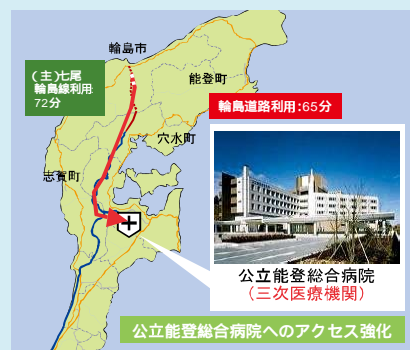 輪島市
(主)七尾
輪島線利用:
72分
能登町
輪島道路利用:65分
穴水町
志賀町
公立能登総合病院
(三次医療機関)
公立能登総合病院へのアクセス強化